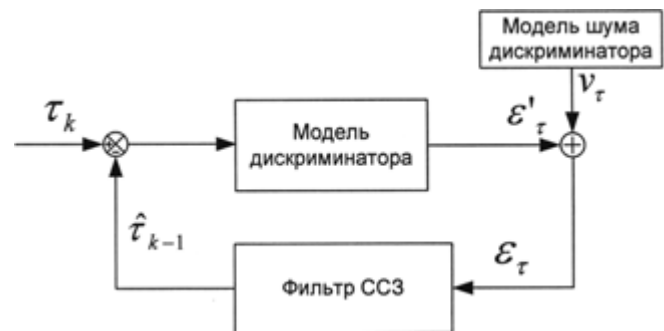 Модель шума
дискриминатора
ν_τ
τ_k
ε'_τ
Модель
дискриминатора
τ̂_{k−1}
ε_τ
Фильтр ССЗ